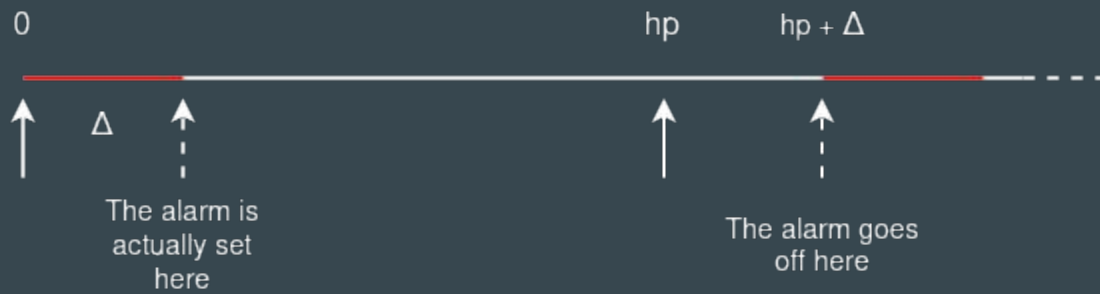 0
hp
hp + Δ
Δ
The alarm is
actually set
here
The alarm goes
off here